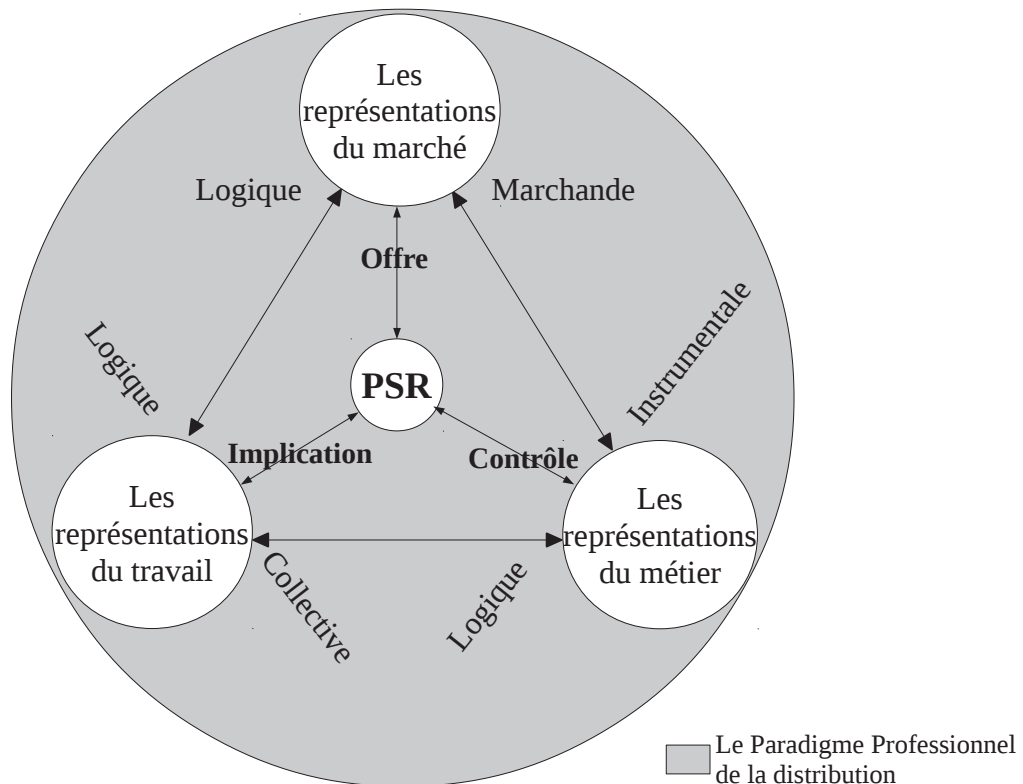 Les
représentations
du marché
Logique
Marchande
Offre
Logique
Instrumentale
PSR
Implication
Contrôle
Les
représentations
du travail
Les
représentations
du métier
Collective
Logique
Le Paradigme Professionnel
de la distribution